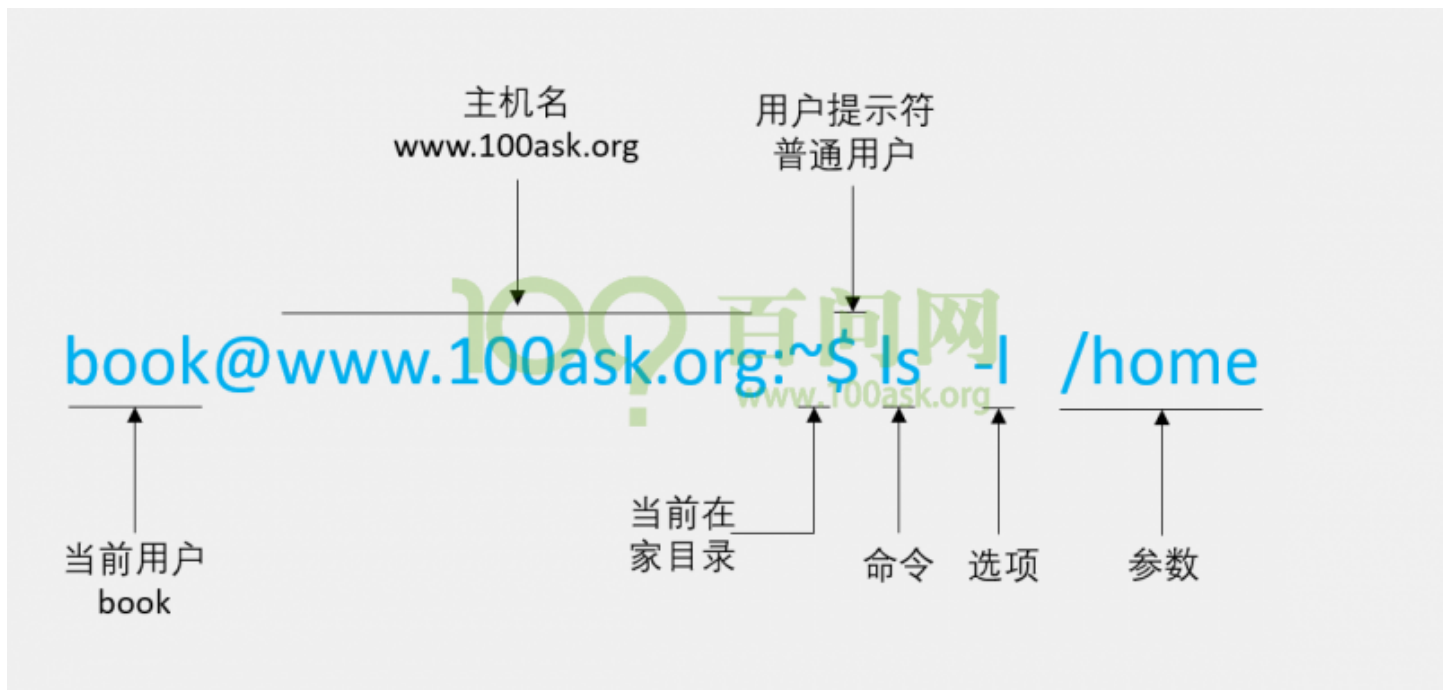 主机名
www.100ask.org
用户提示符
普通用户
100?
百问网
www.100ask.org
book@www.100ask.org:~$ ls -l /home
当前用户
book
当前在
家目录
命令
选项
参数